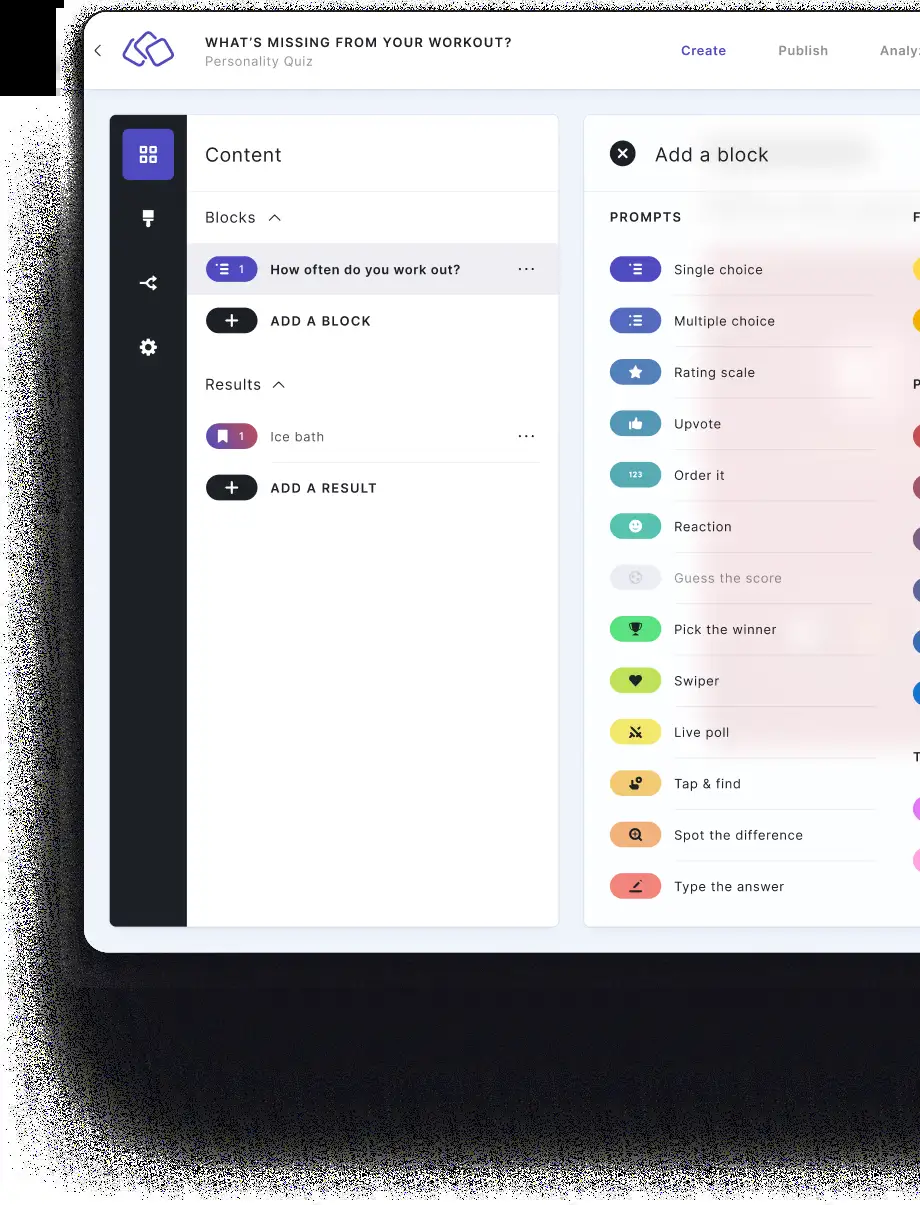 WHAT’S MISSING FROM YOUR WORKOUT?
Personality Quiz
Create
Publish
Content
Blocks
1
How often do you work out?
ADD A BLOCK
Results
1
Ice bath
ADD A RESULT
Add a block
PROMPTS
Single choice
Multiple choice
Rating scale
Upvote
123
Order it
Reaction
Guess the score
Pick the winner
Swiper
Live poll
Tap & find
Spot the difference
Type the answer